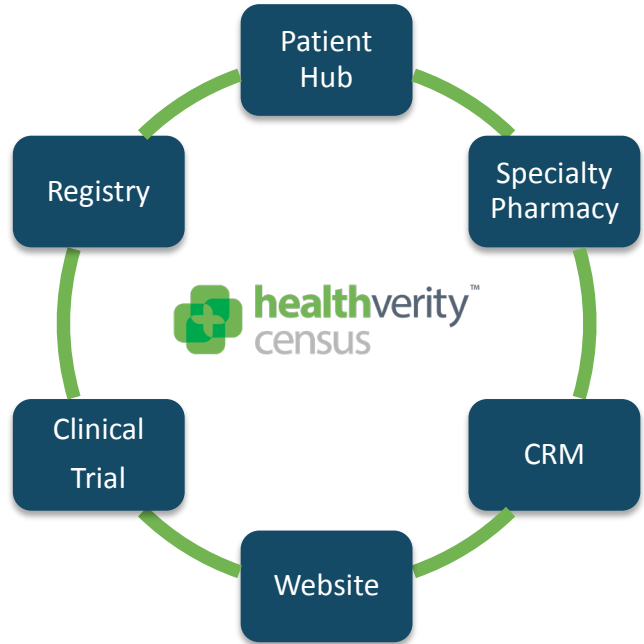 Patient
Hub
Registry
Specialty
Pharmacy
healthverity™
census
Clinical
Trial
CRM
Website